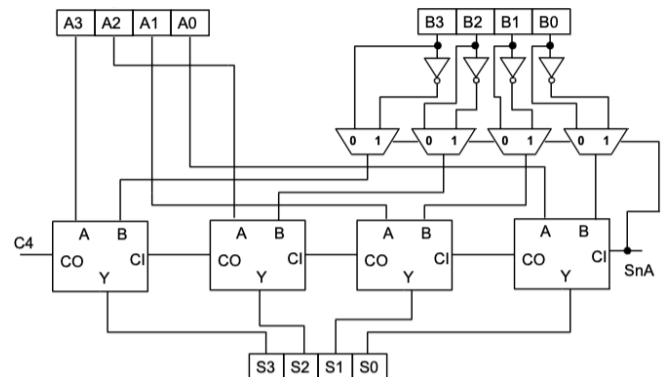 A3 A2 A1 A0
B3 B2 B1 B0
0 1 0 1 0 1 0 1
C4
A B
CO CI
Y
A B
CO CI
Y
A B
CO CI
Y
A B
CO CI
Y
SnA
S3 S2 S1 S0